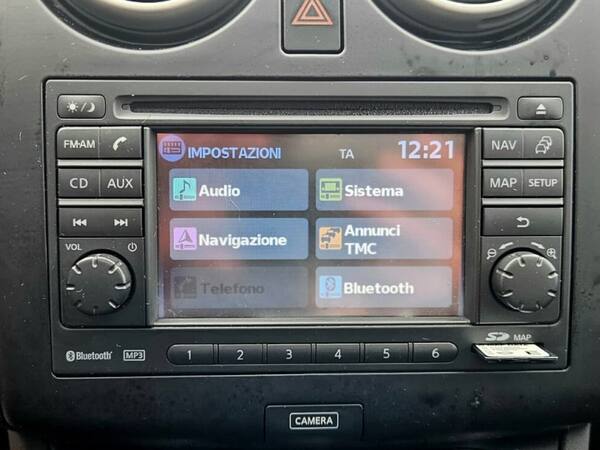 FM·AM
CD AUX
VOL
Bluetooth MP3
IMPOSTAZIONI TA 12:21
Audio Sistema
Navigazione Annunci
TMC
Telefono Bluetooth
NAV
MAP SETUP
SD MAP
1 2 3 4 5 6
CAMERA